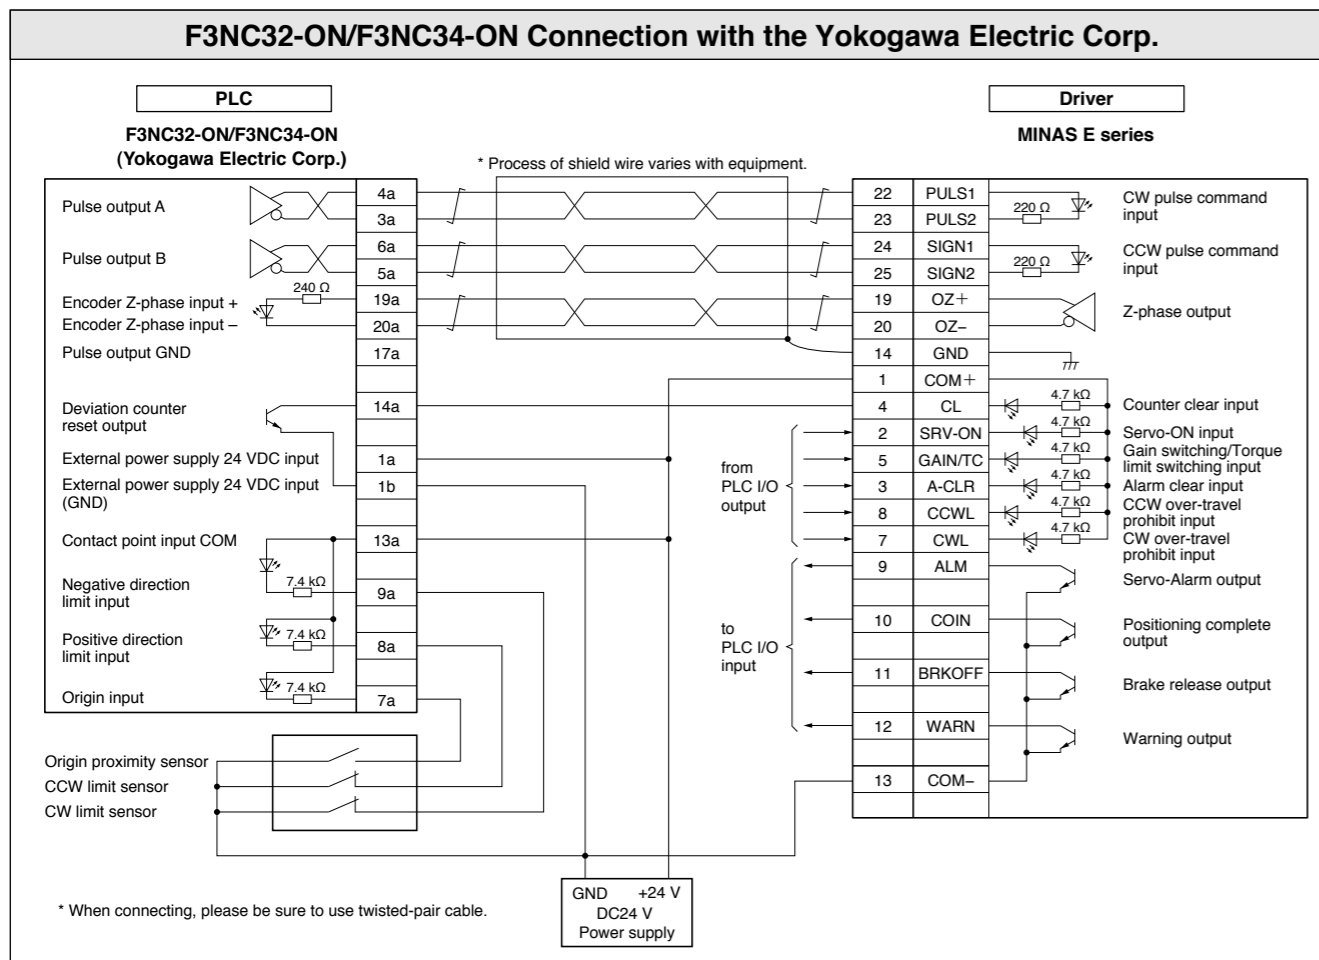 F3NC32-ON/F3NC34-ON Connection with the Yokogawa Electric Corp.
PLC
F3NC32-ON/F3NC34-ON
(Yokogawa Electric Corp.)
Driver
MINAS E series
* Process of shield wire varies with equipment.
Pulse output A
4a
3a
Pulse output B
6a
5a
240 Ω
Encoder Z-phase input +
19a
Encoder Z-phase input –
20a
Pulse output GND
17a
Deviation counter
reset output
14a
External power supply 24 VDC input
1a
External power supply 24 VDC input
(GND)
1b
Contact point input COM
13a
Negative direction
limit input
7.4 kΩ
9a
Positive direction
limit input
7.4 kΩ
8a
Origin input
7.4 kΩ
7a
Origin proximity sensor
CCW limit sensor
CW limit sensor
22 PULS1
23 PULS2
220 Ω
CW pulse command
input
24 SIGN1
25 SIGN2
220 Ω
CCW pulse command
input
19 OZ+
20 OZ–
Z-phase output
14 GND
1 COM+
4 CL
4.7 kΩ
Counter clear input
2 SRV-ON
4.7 kΩ
Servo-ON input
5 GAIN/TC
4.7 kΩ
Gain switching/Torque
limit switching input
3 A-CLR
4.7 kΩ
Alarm clear input
8 CCWL
4.7 kΩ
CCW over-travel
prohibit input
7 CWL
4.7 kΩ
CW over-travel
prohibit input
from
PLC I/O
output
9 ALM
Servo-Alarm output
10 COIN
Positioning complete
output
11 BRKOFF
Brake release output
12 WARN
Warning output
13 COM–
to
PLC I/O
input
GND +24 V
DC24 V
Power supply
* When connecting, please be sure to use twisted-pair cable.